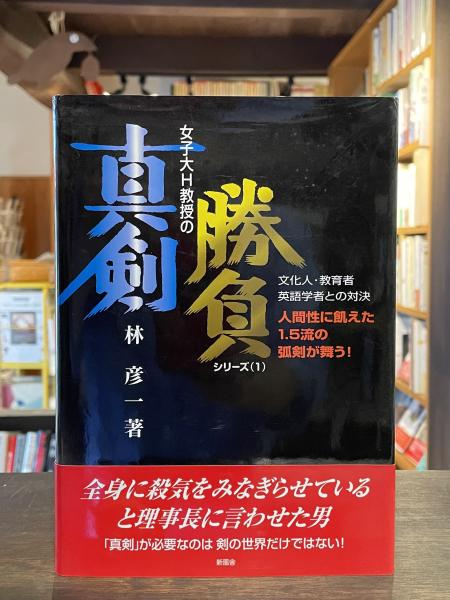 女子大H教授の
真剣
勝負
シリーズ(1)
文化人・教育者
英語学者との対決
人間性に飢えた
1.5流の
弧剣が舞う!
林彦一著
全身に殺気をみなぎらせている
と理事長に言わせた男
「真剣」が必要なのは 剣の世界だけではない!
新風舎